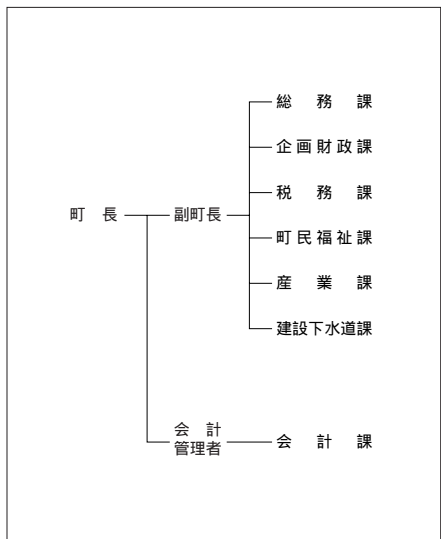 総務課
企画財政課
税務課
町長
副町長
町民福祉課
産業課
建設下水道課
会計
管理者
会計課